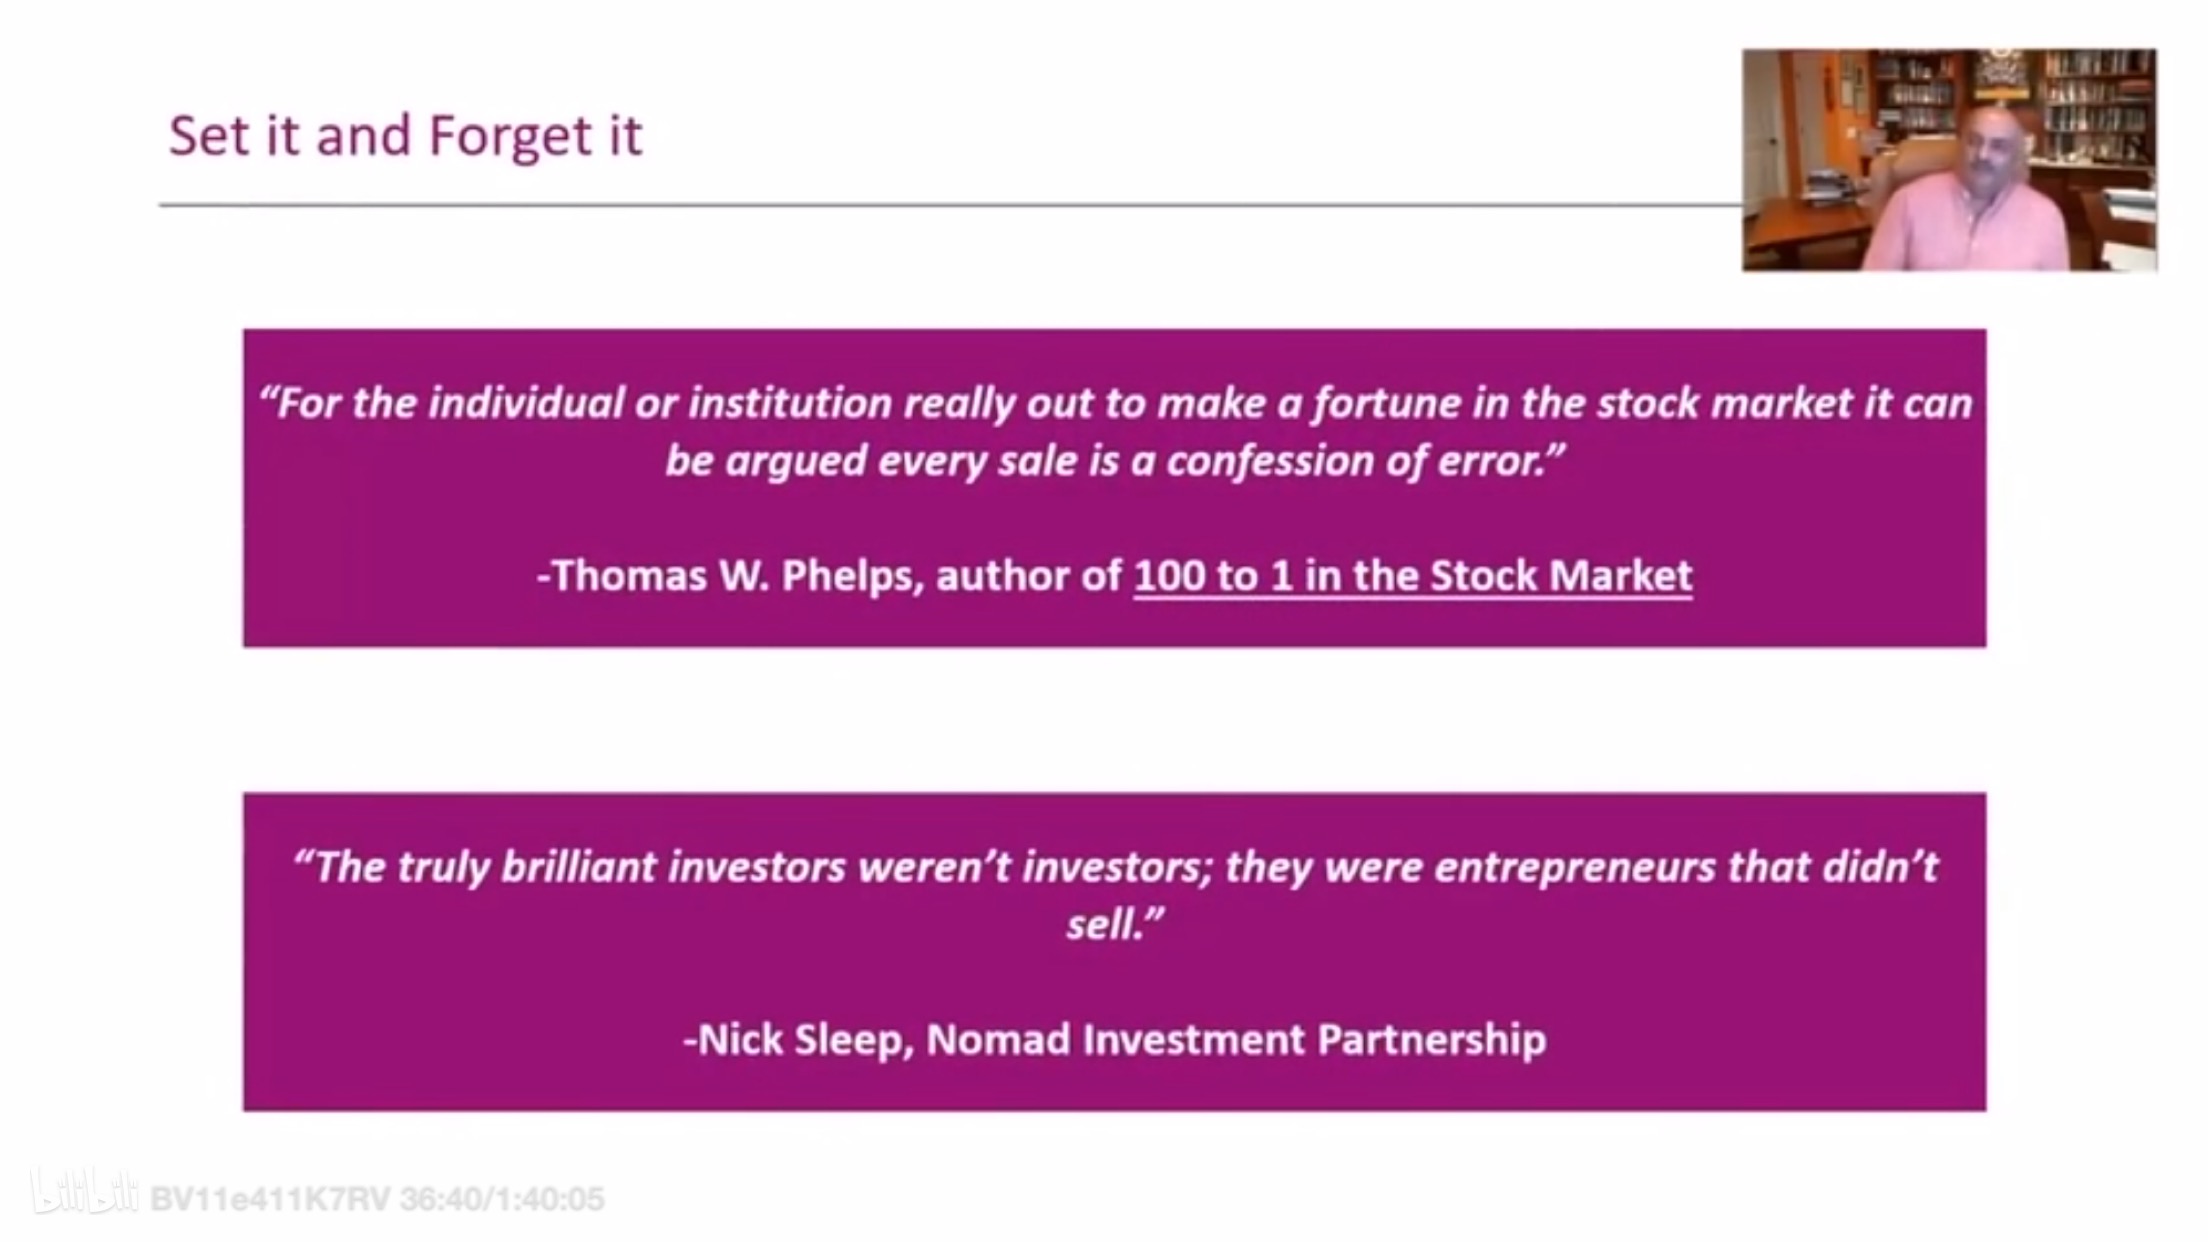 Set it and Forget it
“For the individual or institution really out to make a fortune in the stock market it can
be argued every sale is a confession of error.”
-Thomas W. Phelps, author of 100 to 1 in the Stock Market
“The truly brilliant investors weren’t investors; they were entrepreneurs that didn’t
sell.”
-Nick Sleep, Nomad Investment Partnership
bilibili BV11e411K7RV 36:40/1:40:05